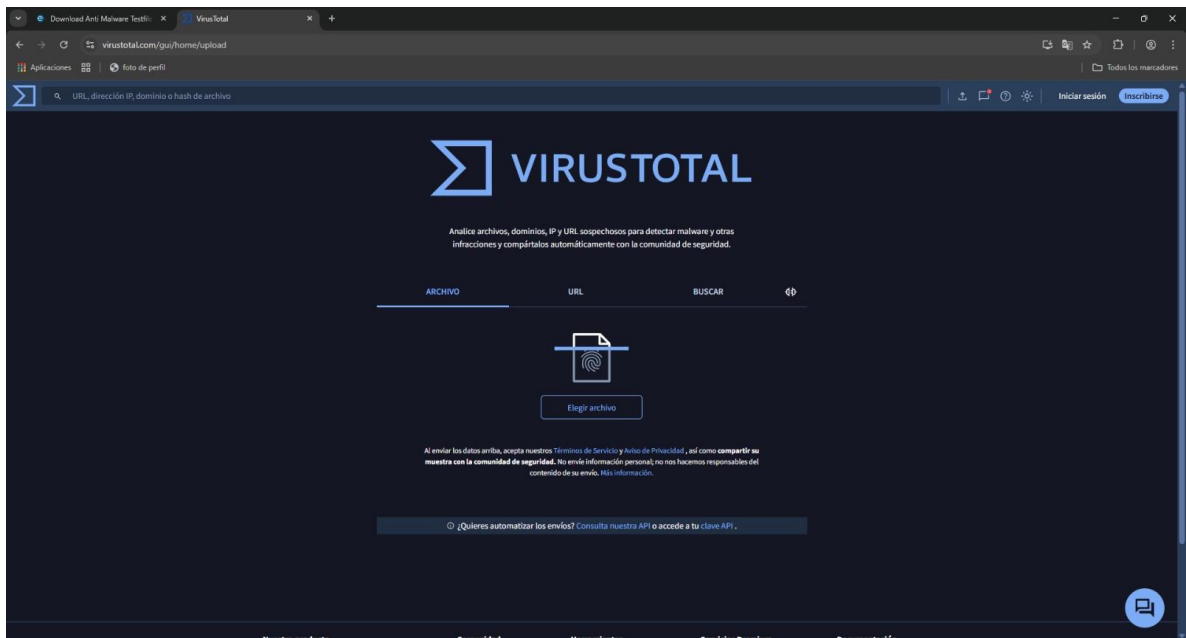 Download Anti Malware Testfil
VirusTotal
virustotal.com/gui/home/upload
Aplicaciones
foto de perfil
Todos los marcadores
URL, dirección IP, dominio o hash de archivo
Iniciar sesión
Inscribirse
VIRUSTOTAL
Analice archivos, dominios, IP y URL sospechosos para detectar malware y otras
infracciones y compártalos automáticamente con la comunidad de seguridad.
ARCHIVO
URL
BUSCAR
Elegir archivo
Al enviar los datos arriba, acepta nuestros Términos de Servicio y Aviso de Privacidad , así como compartir su
muestra con la comunidad de seguridad. No envíe información personal; no nos hacemos responsables del
contenido de su envío. Más información.
¿Quieres automatizar los envíos? Consulta nuestra API o accede a tu clave API .